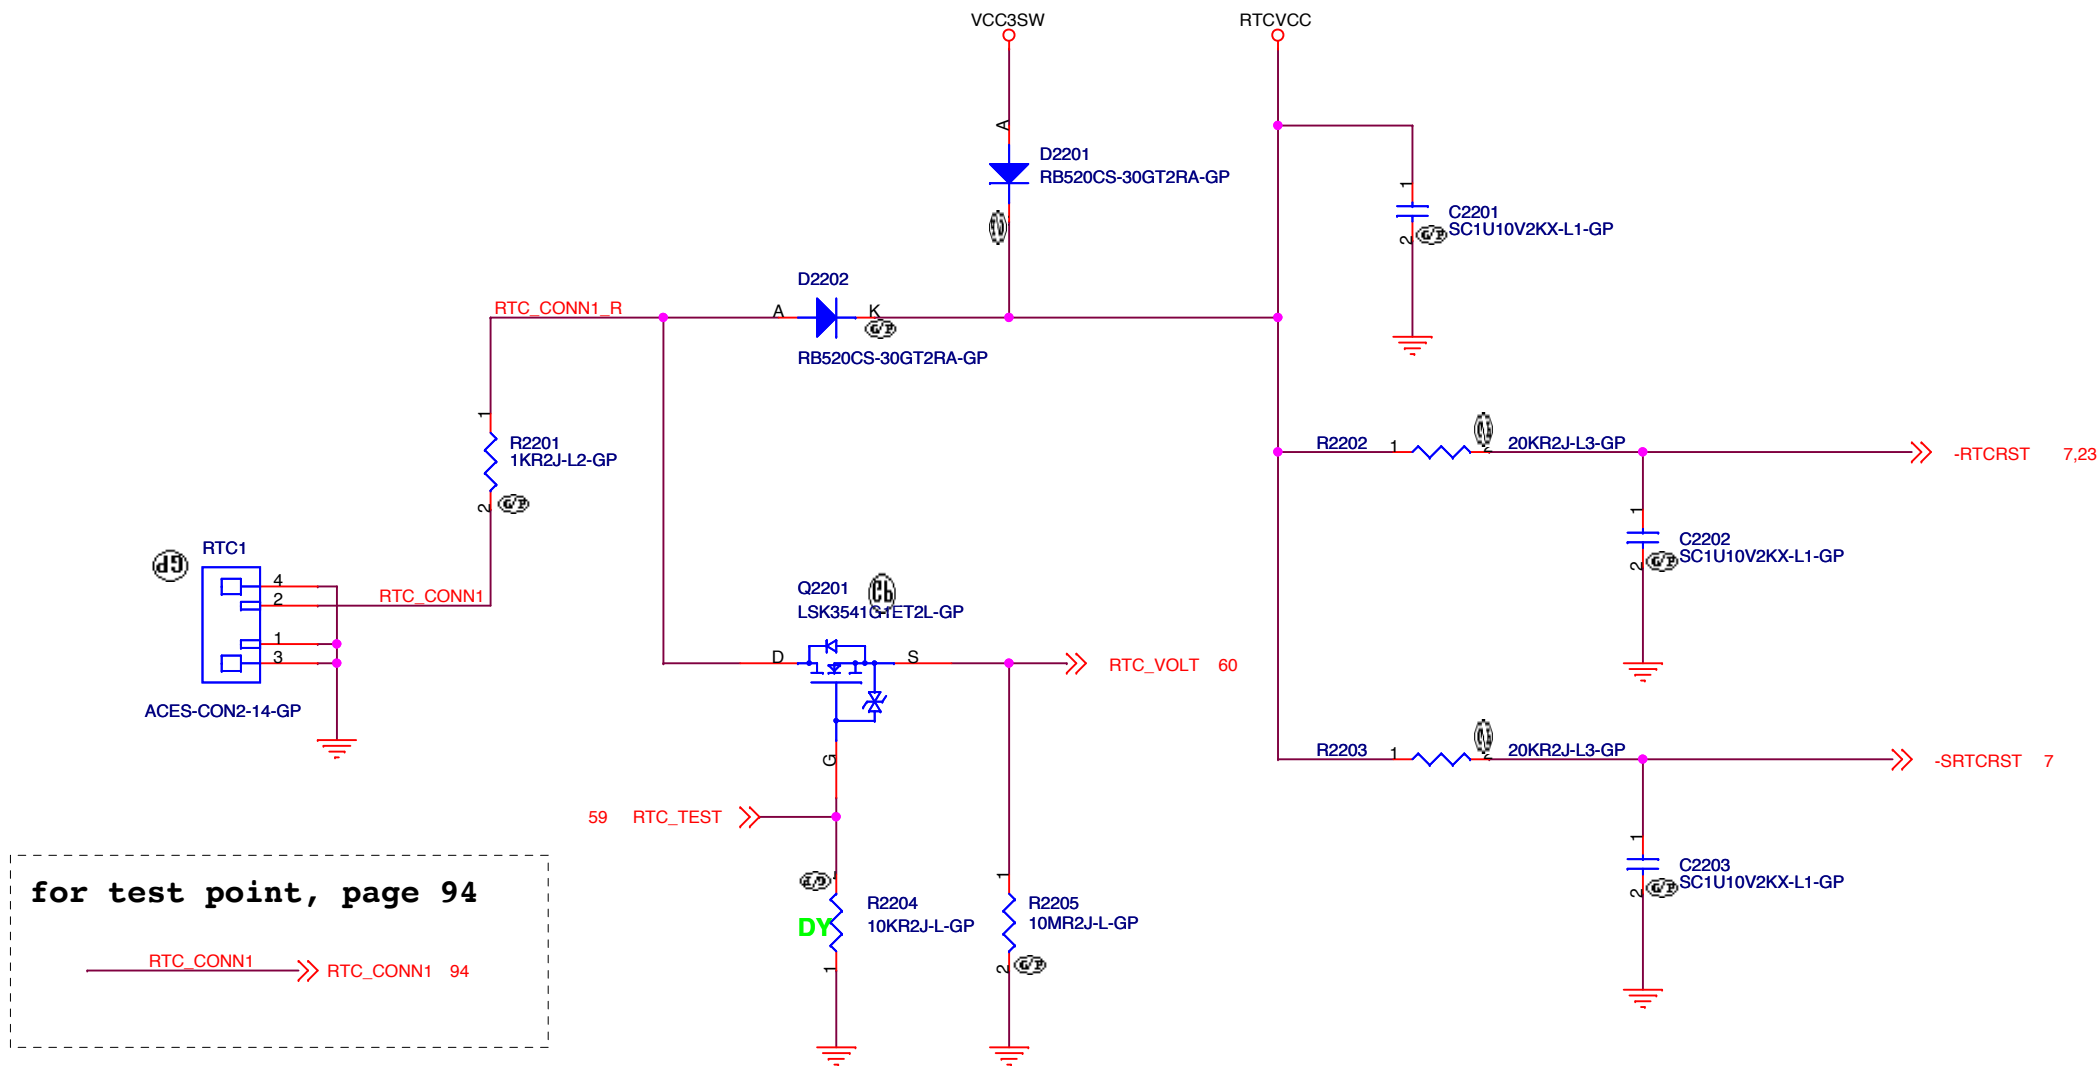 VCC3SW
RTCVCC
A
D2201
RB520CS-30GT2RA-GP
1
C2201
SC1U10V2KX-L1-GP
2
G/P
D2202
RTC_CONN1_R
A
K
G/P
RB520CS-30GT2RA-GP
1
R2201
1KR2J-L2-GP
2
G/P
R2202
1
2
20KR2J-L3-GP
-RTCRST 7,23
1
C2202
SC1U10V2KX-L1-GP
2
G/P
GP
RTC1
4
2
RTC_CONN1
1
3
ACES-CON2-14-GP
Q2201
LSK3541G1ET2L-GP
D
S
G
RTC_VOLT 60
59 RTC_TEST
R2203
1
2
20KR2J-L3-GP
-SRTCRST 7
1
C2203
SC1U10V2KX-L1-GP
2
G/P
G/P
R2204
DY
10KR2J-L-GP
1
1
R2205
10MR2J-L-GP
2
G/P
for test point, page 94
RTC_CONN1
RTC_CONN1 94